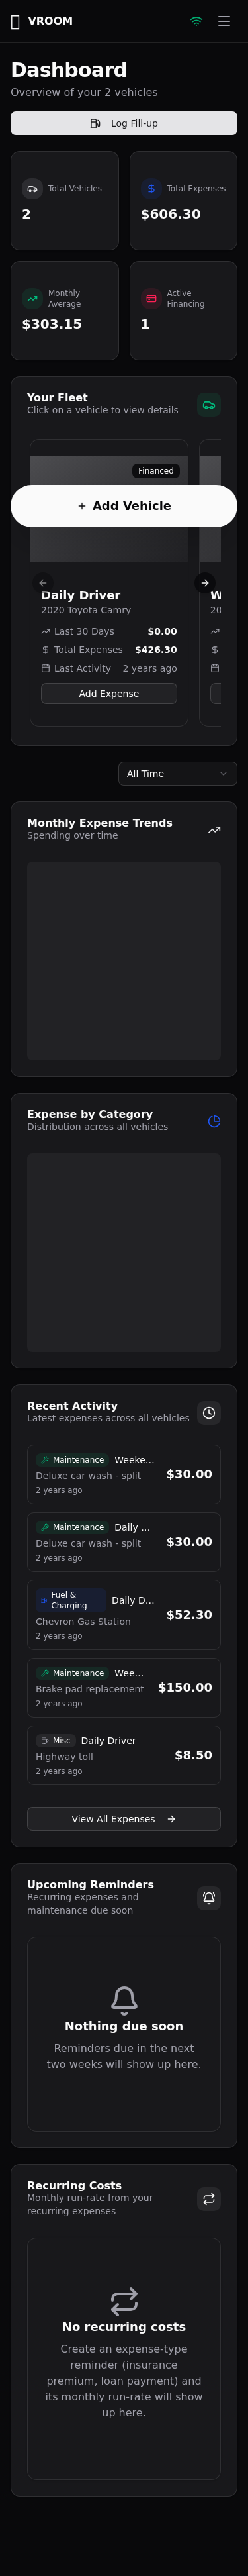 VROOM
Dashboard
Overview of your 2 vehicles
Log Fill-up
Total Vehicles
2
Total Expenses
$606.30
Monthly
Average
$303.15
Active
Financing
1
Your Fleet
Click on a vehicle to view details
Financed
+ Add Vehicle
Daily Driver
2020 Toyota Camry
Last 30 Days $0.00
Total Expenses $426.30
Last Activity 2 years ago
Add Expense
W
20
All Time
Monthly Expense Trends
Spending over time
Expense by Category
Distribution across all vehicles
Recent Activity
Latest expenses across all vehicles
Maintenance Weeke...
Deluxe car wash - split
2 years ago
$30.00
Maintenance Daily ...
Deluxe car wash - split
2 years ago
$30.00
Fuel &
Charging
Daily D...
Chevron Gas Station
2 years ago
$52.30
Maintenance Wee...
Brake pad replacement
2 years ago
$150.00
Misc Daily Driver
Highway toll
2 years ago
$8.50
View All Expenses
Upcoming Reminders
Recurring expenses and
maintenance due soon
Nothing due soon
Reminders due in the next
two weeks will show up here.
Recurring Costs
Monthly run-rate from your
recurring expenses
No recurring costs
Create an expense-type
reminder (insurance
premium, loan payment) and
its monthly run-rate will show
up here.